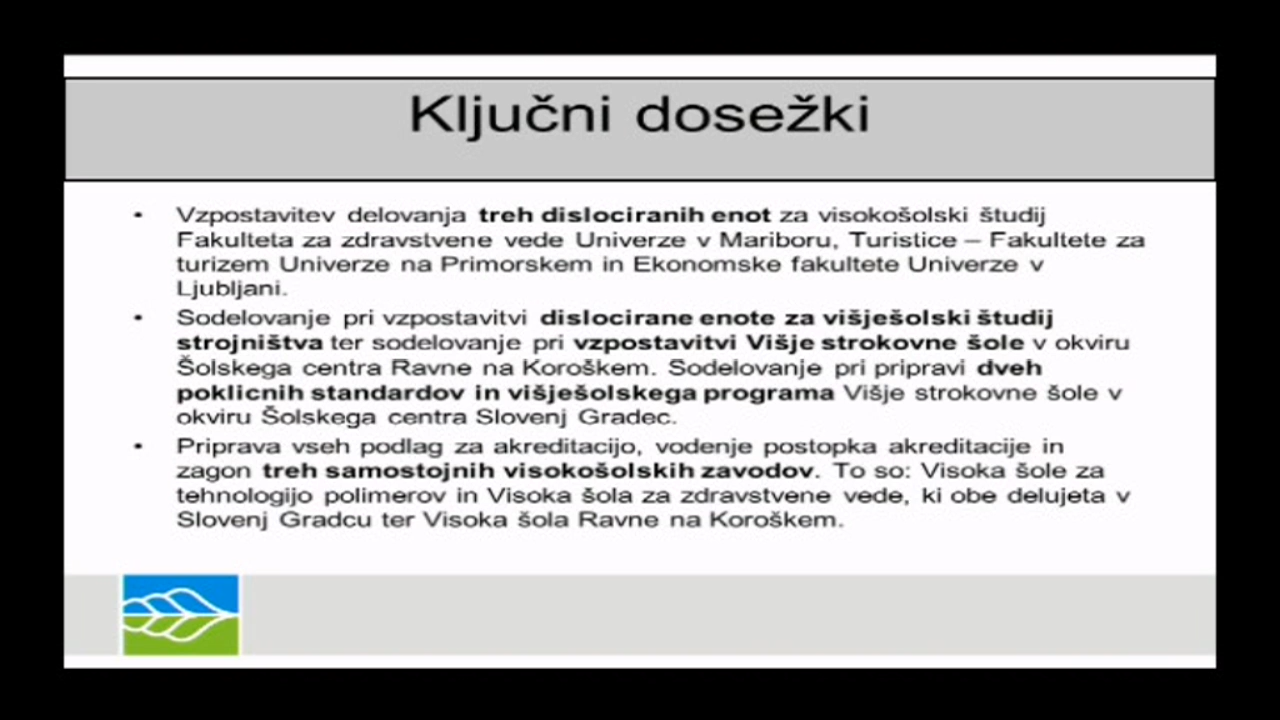 Ključni dosežki
• Vzpostavitev delovanja treh dislociranih enot za visokošolski študij
Fakulteta za zdravstvene vede Univerze v Mariboru, Turistice – Fakultete za
turizem Univerze na Primorskem in Ekonomske fakultete Univerze v
Ljubljani.
• Sodelovanje pri vzpostavitvi dislocirane enote za višješolski študij
strojništva ter sodelovanje pri vzpostavitvi Višje strokovne šole v okviru
Šolskega centra Ravne na Koroškem. Sodelovanje pri pripravi dveh
poklicnih standardov in višješolskega programa Višje strokovne šole v
okviru Šolskega centra Slovenj Gradec.
• Priprava vseh podlag za akreditacijo, vodenje postopka akreditacije in
zagon treh samostojnih visokošolskih zavodov. To so: Visoka šole za
tehnologijo polimerov in Visoka šola za zdravstvene vede, ki obe delujeta v
Slovenj Gradcu ter Visoka šola Ravne na Koroškem.